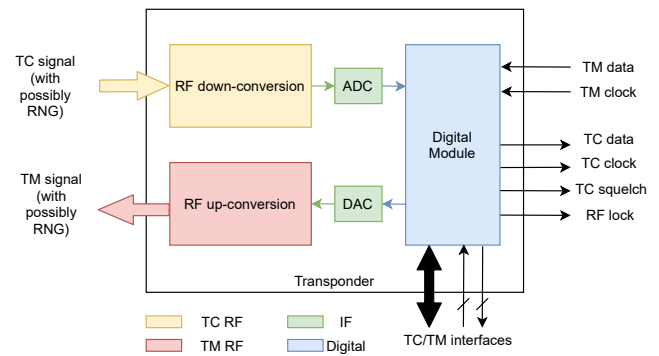 TC signal
(with
possibly
RNG)
RF down-conversion
ADC
Digital
Module
TM data
TM clock
TC data
TC clock
TC squelch
RF lock
TM signal
(with
possibly
RNG)
RF up-conversion
DAC
Transponder
TC RF
IF
TM RF
Digital
TC/TM interfaces